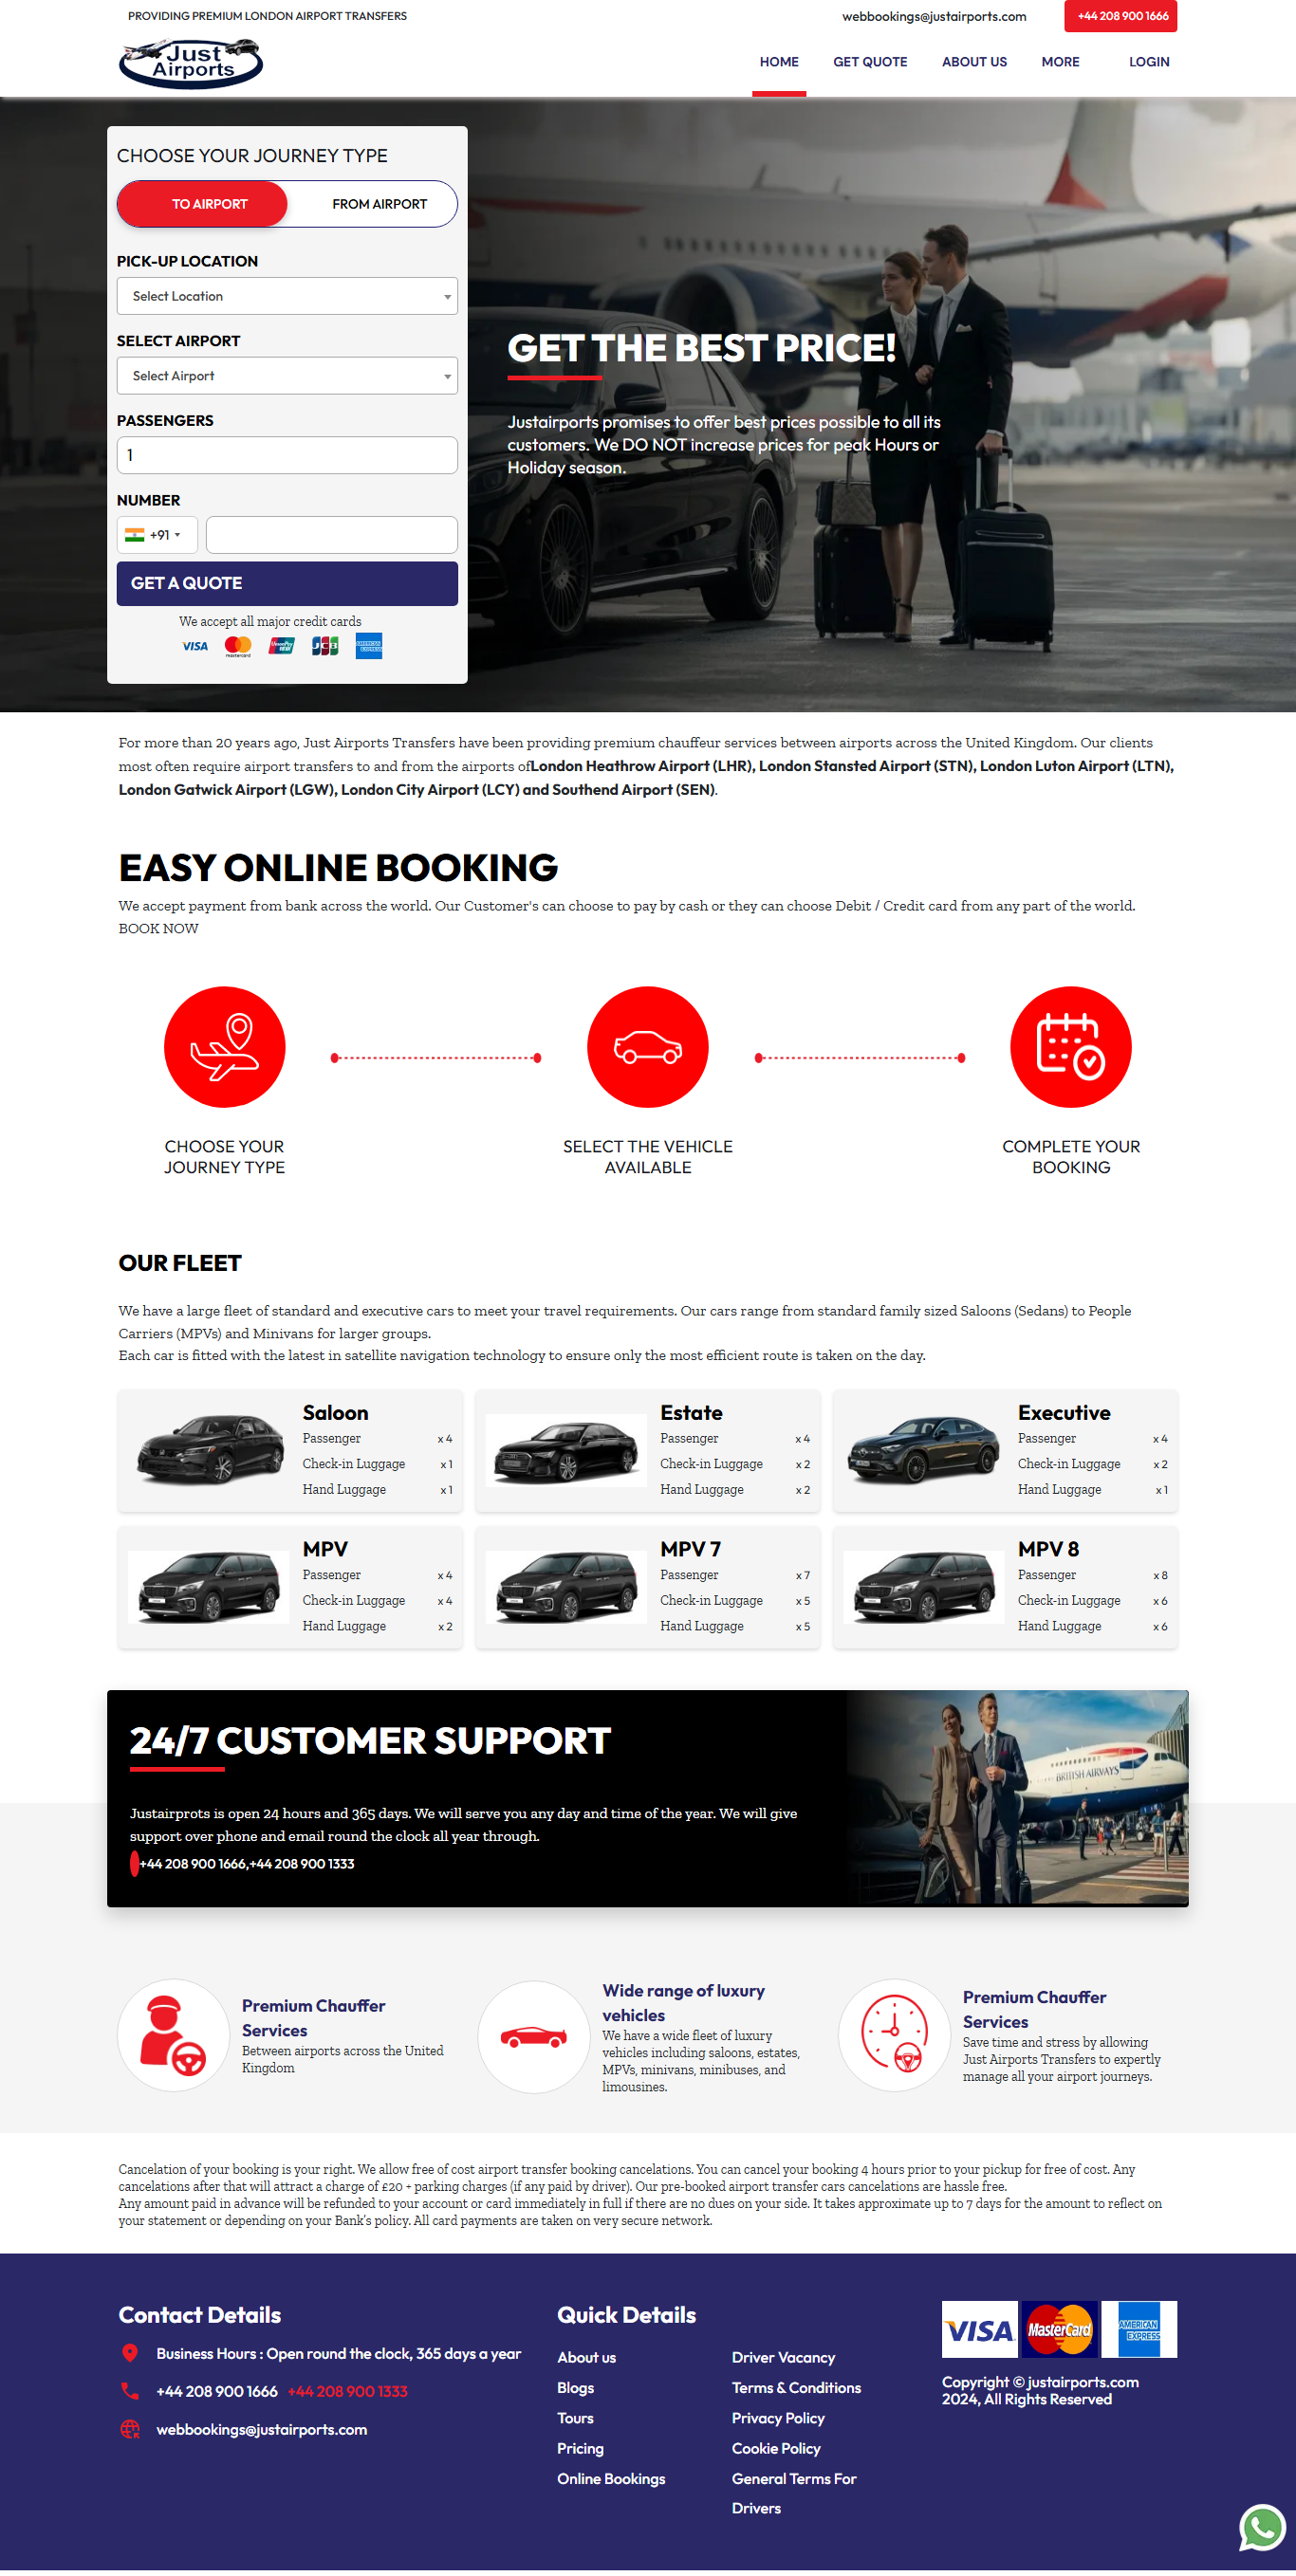 PROVIDING PREMIUM LONDON AIRPORT TRANSFERS
webbookings@justairports.com
+44 208 900 1666
Just
Airports
HOME
GET QUOTE
ABOUT US
MORE
LOGIN
CHOOSE YOUR JOURNEY TYPE
TO AIRPORT
FROM AIRPORT
PICK-UP LOCATION
Select Location
SELECT AIRPORT
Select Airport
PASSENGERS
1
NUMBER
+91
GET A QUOTE
We accept all major credit cards
VISA
mastercard
UnionPay
JCB
AMERICAN EXPRESS
GET THE BEST PRICE!
Justairports promises to offer best prices possible to all its
customers. We DO NOT increase prices for peak Hours or
Holiday season.
For more than 20 years ago, Just Airports Transfers have been providing premium chauffeur services between airports across the United Kingdom. Our clients
most often require airport transfers to and from the airports ofLondon Heathrow Airport (LHR), London Stansted Airport (STN), London Luton Airport (LTN),
London Gatwick Airport (LGW), London City Airport (LCY) and Southend Airport (SEN).
EASY ONLINE BOOKING
We accept payment from bank across the world. Our Customer's can choose to pay by cash or they can choose Debit / Credit card from any part of the world.
BOOK NOW
CHOOSE YOUR
JOURNEY TYPE
SELECT THE VEHICLE
AVAILABLE
COMPLETE YOUR
BOOKING
OUR FLEET
We have a large fleet of standard and executive cars to meet your travel requirements. Our cars range from standard family sized Saloons (Sedans) to People
Carriers (MPVs) and Minivans for larger groups.
Each car is fitted with the latest in satellite navigation technology to ensure only the most efficient route is taken on the day.
Saloon
Passenger x 4
Check-in Luggage x 1
Hand Luggage x 1
Estate
Passenger x 4
Check-in Luggage x 2
Hand Luggage x 2
Executive
Passenger x 4
Check-in Luggage x 2
Hand Luggage x 1
MPV
Passenger x 4
Check-in Luggage x 4
Hand Luggage x 2
MPV 7
Passenger x 7
Check-in Luggage x 5
Hand Luggage x 5
MPV 8
Passenger x 8
Check-in Luggage x 6
Hand Luggage x 6
24/7 CUSTOMER SUPPORT
Justairprots is open 24 hours and 365 days. We will serve you any day and time of the year. We will give
support over phone and email round the clock all year through.
+44 208 900 1666,+44 208 900 1333
BRITISH AIRWAYS
Premium Chauffer
Services
Between airports across the United
Kingdom
Wide range of luxury
vehicles
We have a wide fleet of luxury
vehicles including saloons, estates,
MPVs, minivans, minibuses, and
limousines.
Premium Chauffer
Services
Save time and stress by allowing
Just Airports Transfers to expertly
manage all your airport journeys.
Cancelation of your booking is your right. We allow free of cost airport transfer booking cancelations. You can cancel your booking 4 hours prior to your pickup for free of cost. Any
cancelations after that will attract a charge of £20 + parking charges (if any paid by driver). Our pre-booked airport transfer cars cancelations are hassle free.
Any amount paid in advance will be refunded to your account or card immediately in full if there are no dues on your side. It takes approximate up to 7 days for the amount to reflect on
your statement or depending on your Bank's policy. All card payments are taken on very secure network.
Contact Details
Business Hours : Open round the clock, 365 days a year
+44 208 900 1666 +44 208 900 1333
webbookings@justairports.com
Quick Details
About us
Blogs
Tours
Pricing
Online Bookings
Driver Vacancy
Terms & Conditions
Privacy Policy
Cookie Policy
General Terms For
Drivers
VISA
MasterCard
AMERICAN
EXPRESS
Copyright © justairports.com
2024, All Rights Reserved